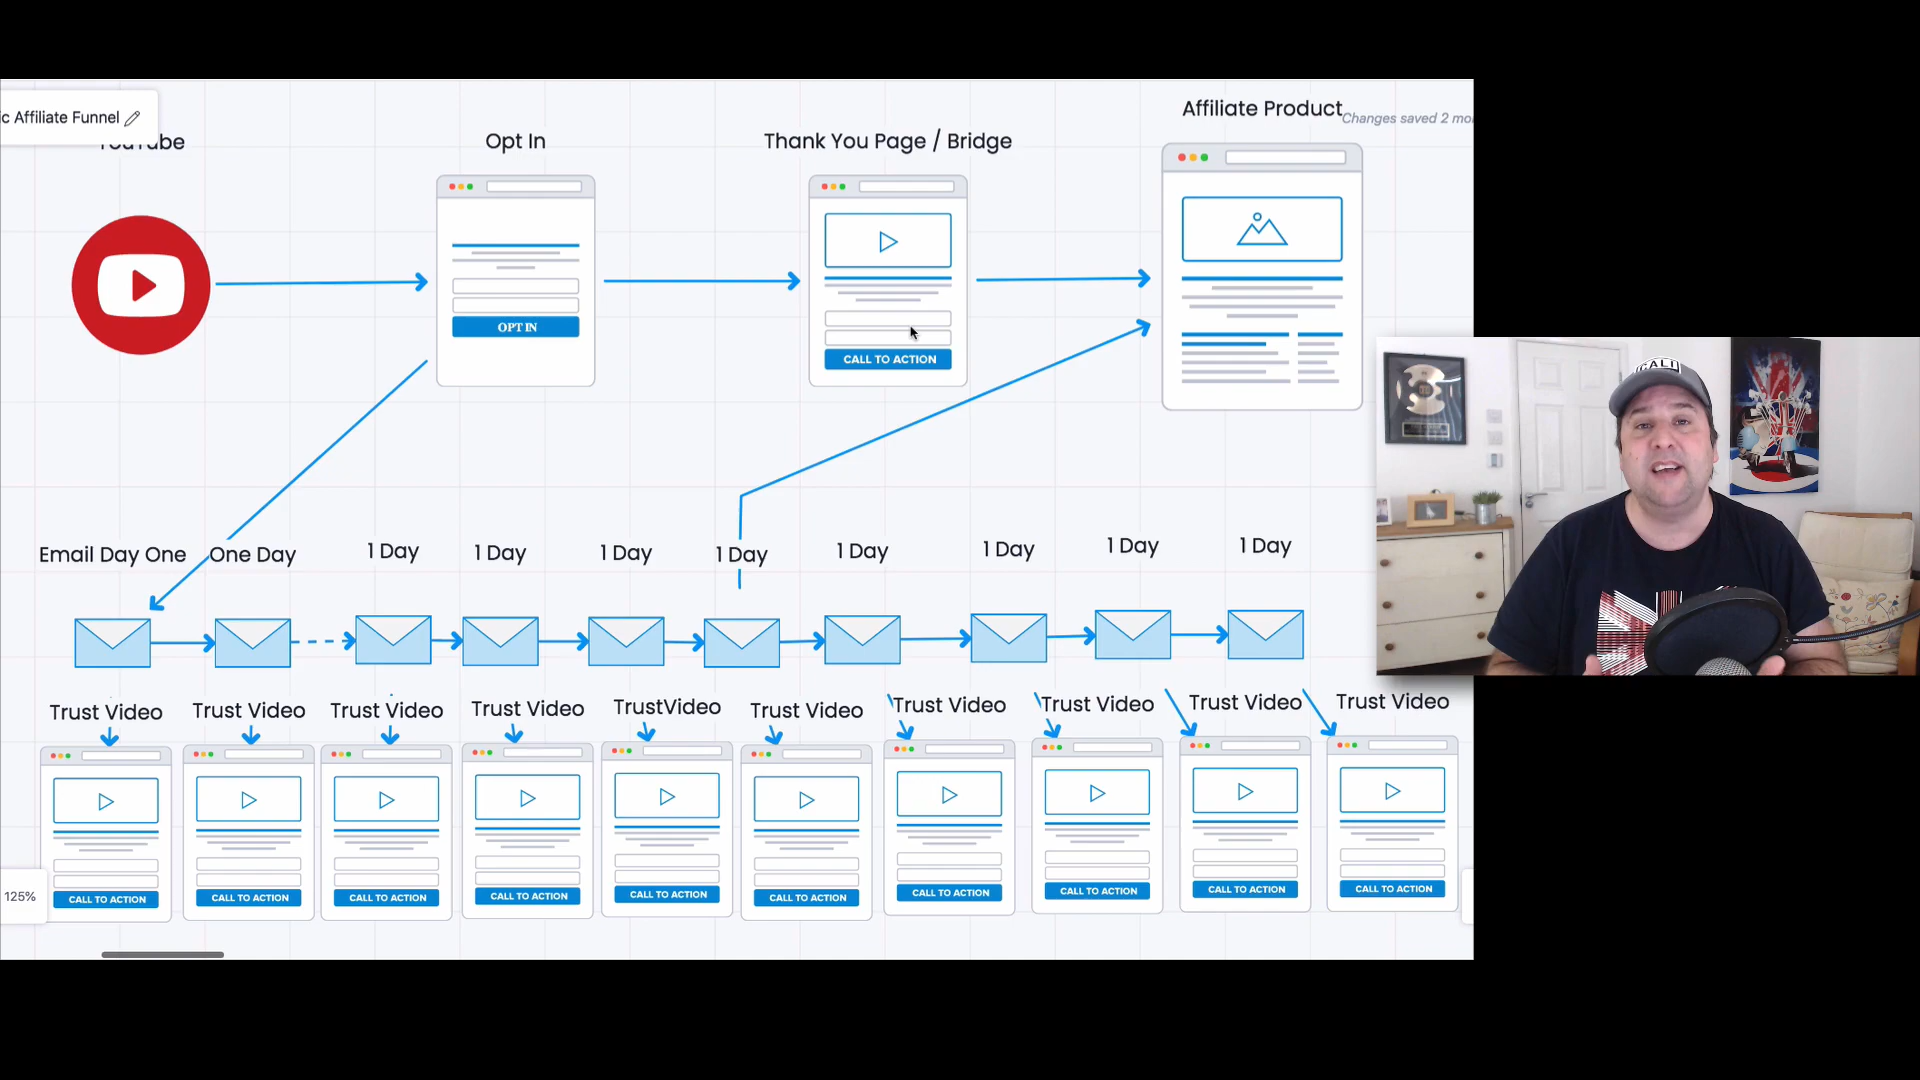 ic Affiliate Funnel
YouTube
Opt In
Thank You Page / Bridge
Affiliate Product
Changes saved 2 mo
OPT IN
CALL TO ACTION
Email Day One
One Day
1 Day
1 Day
1 Day
1 Day
1 Day
1 Day
1 Day
1 Day
Trust Video
Trust Video
Trust Video
Trust Video
TrustVideo
Trust Video
Trust Video
Trust Video
Trust Video
Trust Video
CALL TO ACTION
CALL TO ACTION
CALL TO ACTION
CALL TO ACTION
CALL TO ACTION
CALL TO ACTION
CALL TO ACTION
CALL TO ACTION
CALL TO ACTION
CALL TO ACTION
125%
CALI